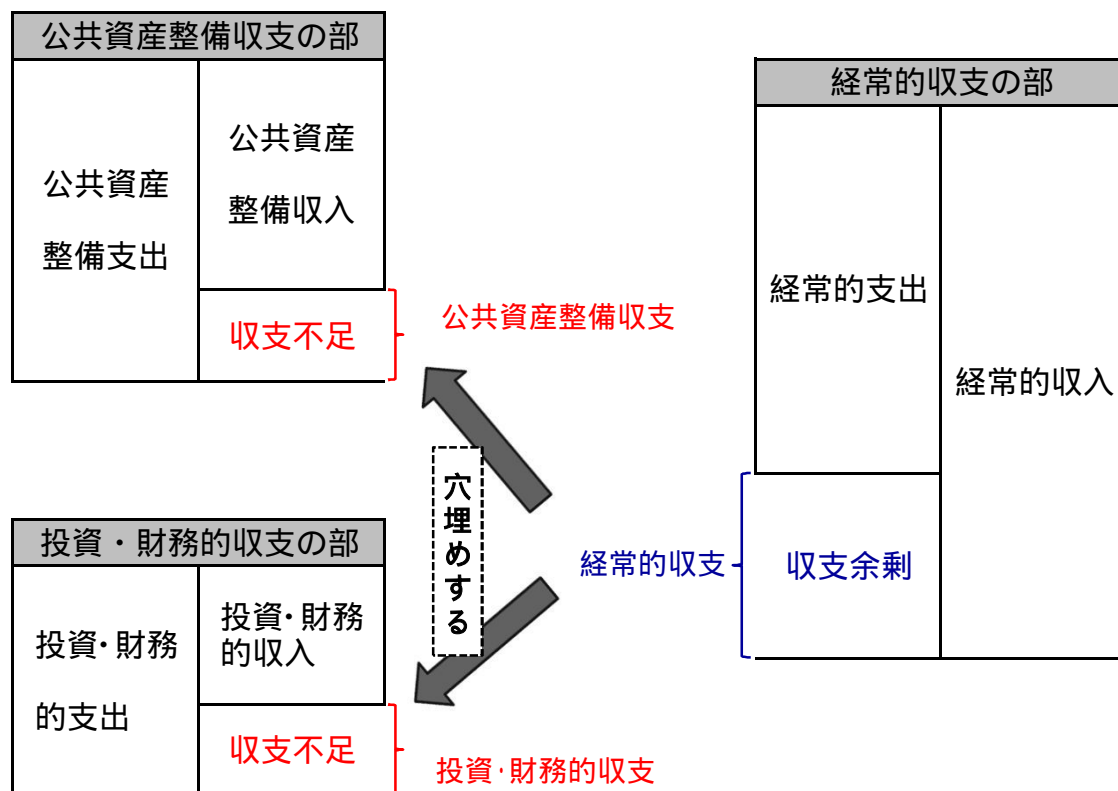 公共資産整備収支の部
公共資産
整備支出
公共資産
整備収入
収支不足
公共資産整備収支
経常的収支の部
経常的支出
経常的収入
収支余剰
経常的収支
穴埋めする
投資・財務的収支の部
投資・財務
的支出
投資・財務
的収入
収支不足
投資・財務的収支